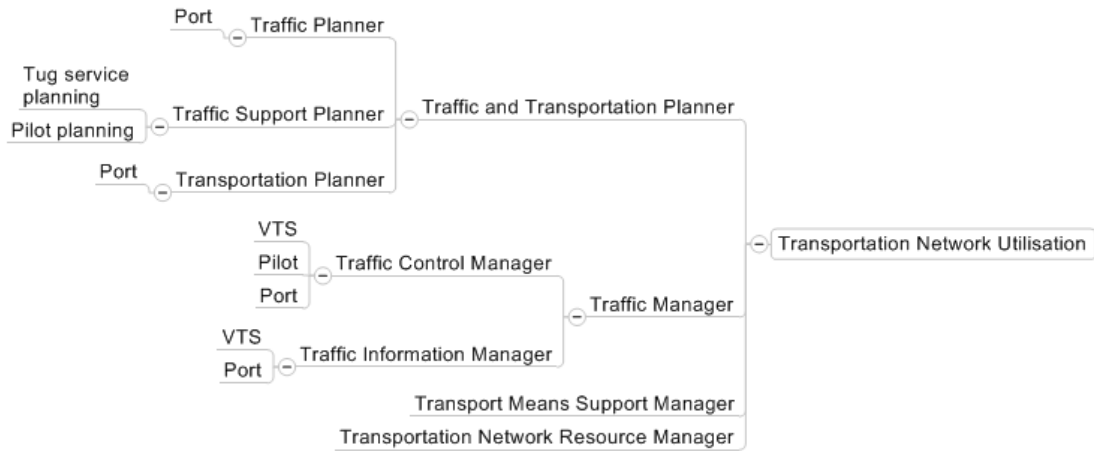 Port
Traffic Planner
Tug service
planning
Pilot planning
Traffic Support Planner
Traffic and Transportation Planner
Port
Transportation Planner
VTS
Pilot
Port
Traffic Control Manager
Transportation Network Utilisation
Traffic Manager
VTS
Port
Traffic Information Manager
Transport Means Support Manager
Transportation Network Resource Manager